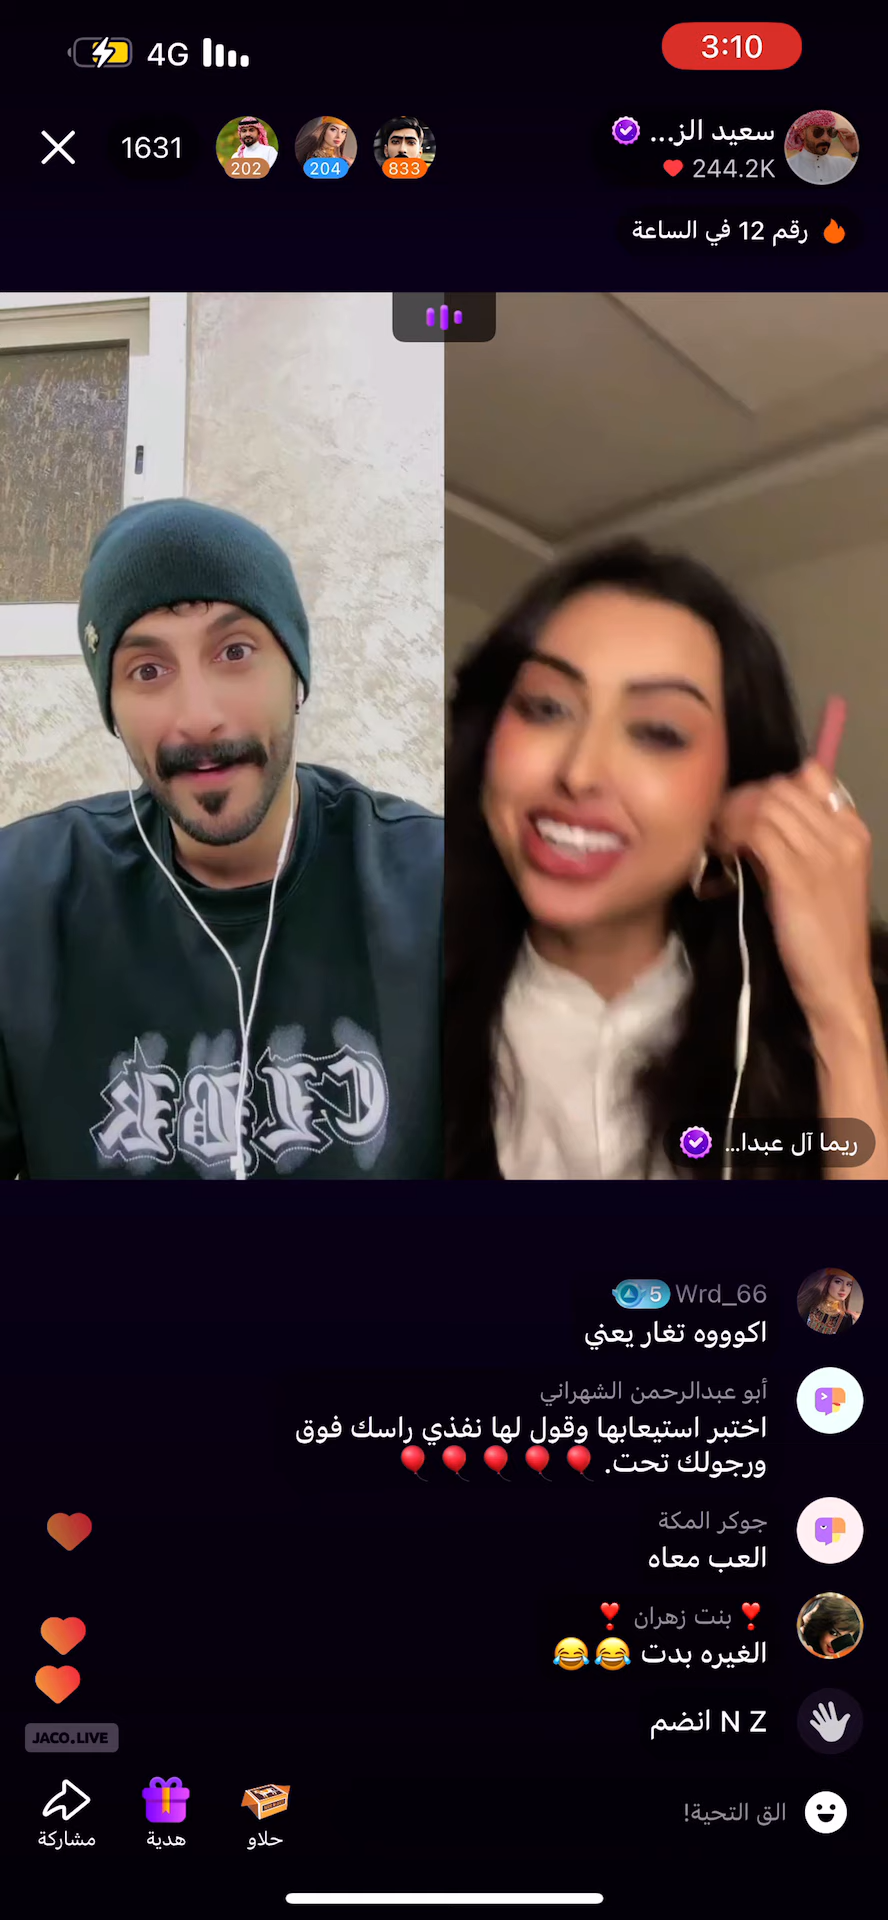 4G
3:10
سعيد الز...
244.2K
1631
202
204
833
رقم 12 في الساعة
ريما آل عبدا...
Wrd_66
5
اكوووه تغار يعني
أبو عبدالرحمن الشهراني
اختبر استيعابها وقول لها نفذي راسك فوق
ورجولك تحت. 🎈🎈🎈🎈🎈
جوكر المكة
العب معاه
❣️ بنت زهران ❣️
الغيره بدت 😂😂
N Z انضم
JACO.LIVE
الق التحية!
حلاو
هدية
مشاركة